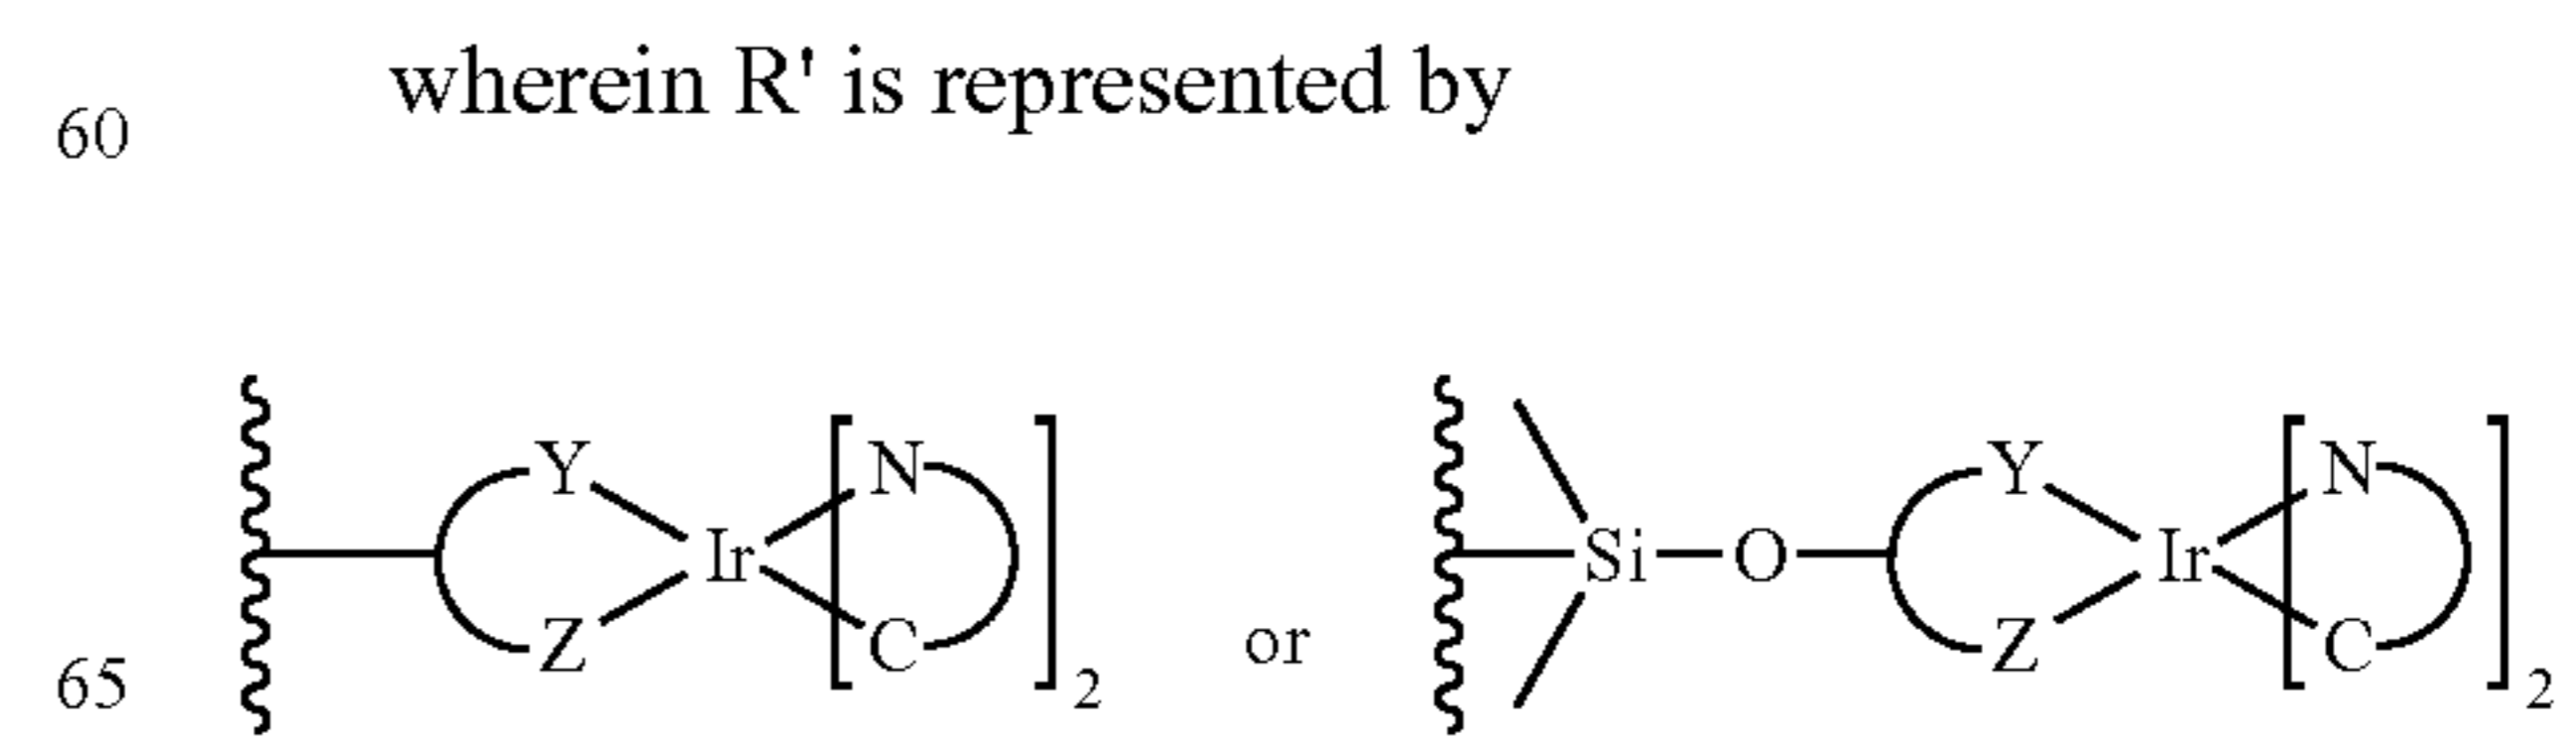 60 wherein R' is represented by
Y N Y N
Ir Si O Ir
Z C or Z C
65 2 2